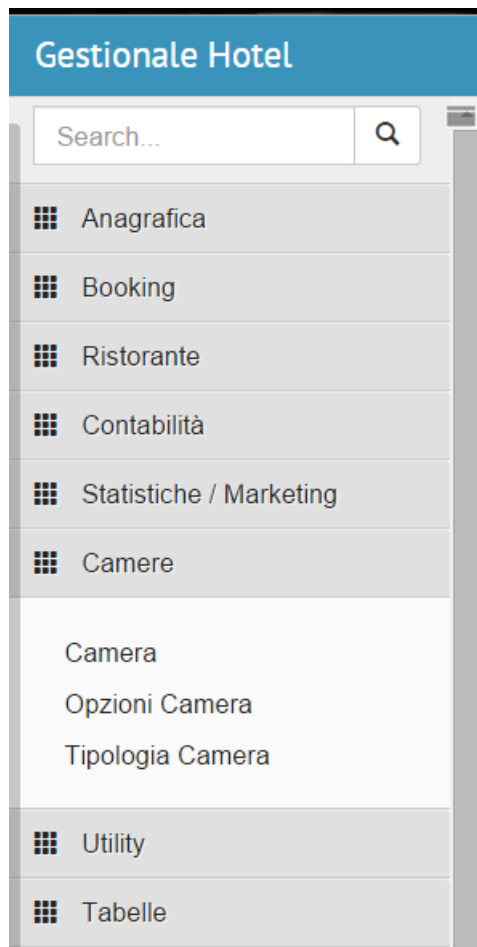 Gestionale Hotel
Search...
Anagrafica
Booking
Ristorante
Contabilità
Statistiche / Marketing
Camere
Camera
Opzioni Camera
Tipologia Camera
Utility
Tabelle